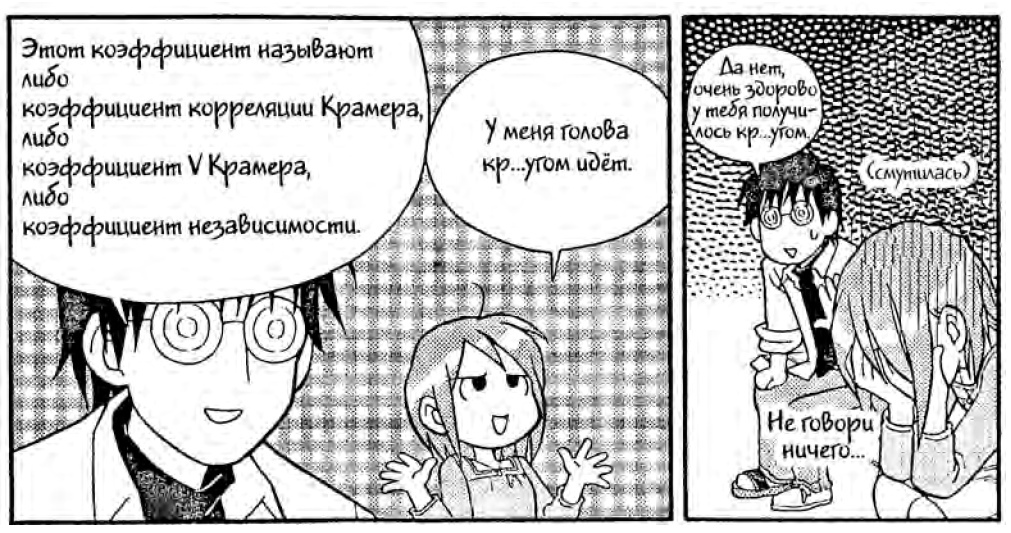 Этот коэффициент называют
либо
коэффициент корреляции Крамера,
либо
коэффициент V Крамера,
либо
коэффициент независимости.
У меня голова
кр...угом идёт.
Да нет,
очень здорово
у тебя получи-
лось кр...угом.
(смутилась)
Не говори
ничего...